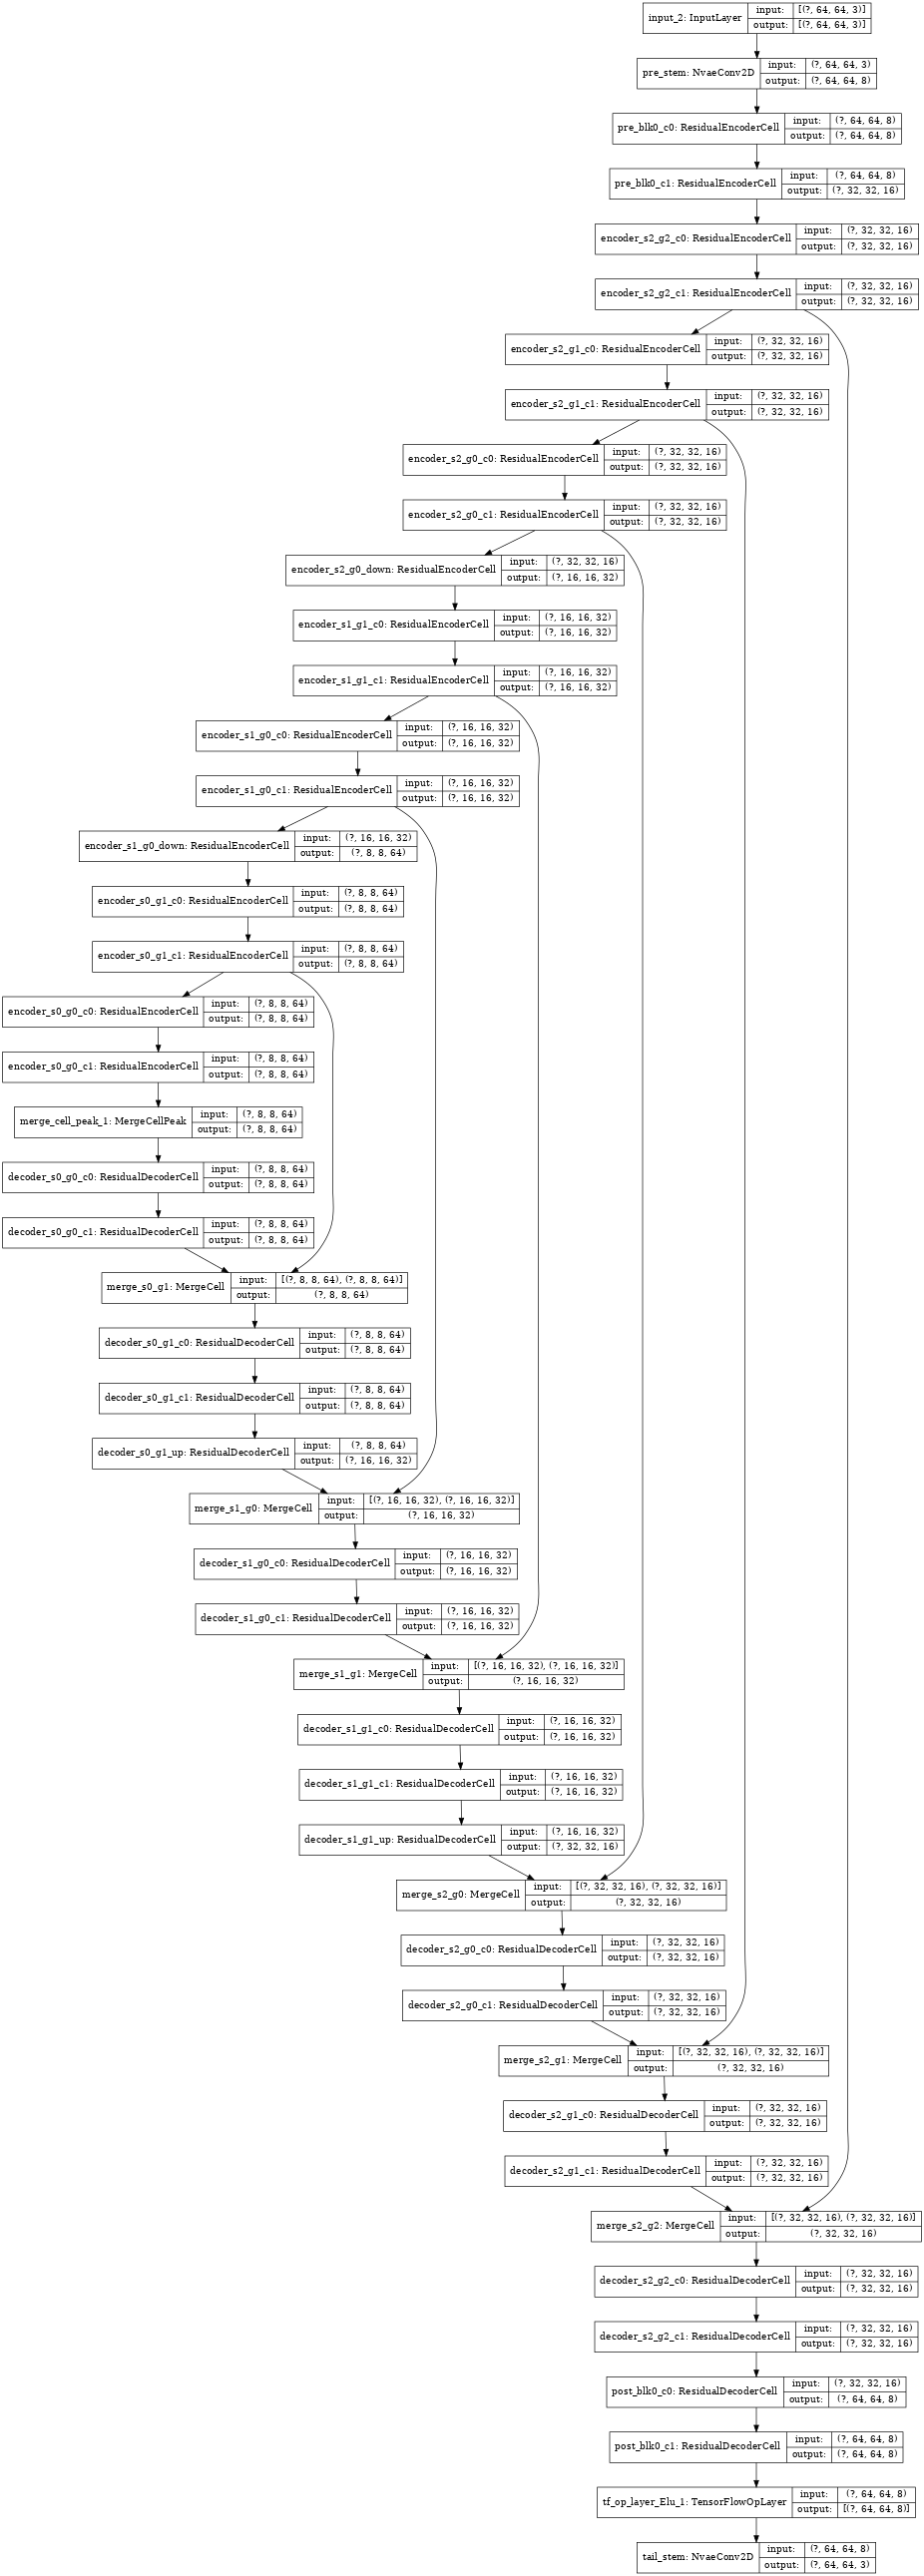 input_2: InputLayer input: [(?, 64, 64, 3)]
output: [(?, 64, 64, 3)]
pre_stem: NvaeConv2D input: (?, 64, 64, 3)
output: (?, 64, 64, 8)
pre_blk0_c0: ResidualEncoderCell input: (?, 64, 64, 8)
output: (?, 64, 64, 8)
pre_blk0_c1: ResidualEncoderCell input: (?, 64, 64, 8)
output: (?, 32, 32, 16)
encoder_s2_g2_c0: ResidualEncoderCell input: (?, 32, 32, 16)
output: (?, 32, 32, 16)
encoder_s2_g2_c1: ResidualEncoderCell input: (?, 32, 32, 16)
output: (?, 32, 32, 16)
encoder_s2_g1_c0: ResidualEncoderCell input: (?, 32, 32, 16)
output: (?, 32, 32, 16)
encoder_s2_g1_c1: ResidualEncoderCell input: (?, 32, 32, 16)
output: (?, 32, 32, 16)
encoder_s2_g0_c0: ResidualEncoderCell input: (?, 32, 32, 16)
output: (?, 32, 32, 16)
encoder_s2_g0_c1: ResidualEncoderCell input: (?, 32, 32, 16)
output: (?, 32, 32, 16)
encoder_s2_g0_down: ResidualEncoderCell input: (?, 32, 32, 16)
output: (?, 16, 16, 32)
encoder_s1_g1_c0: ResidualEncoderCell input: (?, 16, 16, 32)
output: (?, 16, 16, 32)
encoder_s1_g1_c1: ResidualEncoderCell input: (?, 16, 16, 32)
output: (?, 16, 16, 32)
encoder_s1_g0_c0: ResidualEncoderCell input: (?, 16, 16, 32)
output: (?, 16, 16, 32)
encoder_s1_g0_c1: ResidualEncoderCell input: (?, 16, 16, 32)
output: (?, 16, 16, 32)
encoder_s1_g0_down: ResidualEncoderCell input: (?, 16, 16, 32)
output: (?, 8, 8, 64)
encoder_s0_g1_c0: ResidualEncoderCell input: (?, 8, 8, 64)
output: (?, 8, 8, 64)
encoder_s0_g1_c1: ResidualEncoderCell input: (?, 8, 8, 64)
output: (?, 8, 8, 64)
encoder_s0_g0_c0: ResidualEncoderCell input: (?, 8, 8, 64)
output: (?, 8, 8, 64)
encoder_s0_g0_c1: ResidualEncoderCell input: (?, 8, 8, 64)
output: (?, 8, 8, 64)
merge_cell_peak_1: MergeCellPeak input: (?, 8, 8, 64)
output: (?, 8, 8, 64)
decoder_s0_g0_c0: ResidualDecoderCell input: (?, 8, 8, 64)
output: (?, 8, 8, 64)
decoder_s0_g0_c1: ResidualDecoderCell input: (?, 8, 8, 64)
output: (?, 8, 8, 64)
merge_s0_g1: MergeCell input: [(?, 8, 8, 64), (?, 8, 8, 64)]
output: (?, 8, 8, 64)
decoder_s0_g1_c0: ResidualDecoderCell input: (?, 8, 8, 64)
output: (?, 8, 8, 64)
decoder_s0_g1_c1: ResidualDecoderCell input: (?, 8, 8, 64)
output: (?, 8, 8, 64)
decoder_s0_g1_up: ResidualDecoderCell input: (?, 8, 8, 64)
output: (?, 16, 16, 32)
merge_s1_g0: MergeCell input: [(?, 16, 16, 32), (?, 16, 16, 32)]
output: (?, 16, 16, 32)
decoder_s1_g0_c0: ResidualDecoderCell input: (?, 16, 16, 32)
output: (?, 16, 16, 32)
decoder_s1_g0_c1: ResidualDecoderCell input: (?, 16, 16, 32)
output: (?, 16, 16, 32)
merge_s1_g1: MergeCell input: [(?, 16, 16, 32), (?, 16, 16, 32)]
output: (?, 16, 16, 32)
decoder_s1_g1_c0: ResidualDecoderCell input: (?, 16, 16, 32)
output: (?, 16, 16, 32)
decoder_s1_g1_c1: ResidualDecoderCell input: (?, 16, 16, 32)
output: (?, 16, 16, 32)
decoder_s1_g1_up: ResidualDecoderCell input: (?, 16, 16, 32)
output: (?, 32, 32, 16)
merge_s2_g0: MergeCell input: [(?, 32, 32, 16), (?, 32, 32, 16)]
output: (?, 32, 32, 16)
decoder_s2_g0_c0: ResidualDecoderCell input: (?, 32, 32, 16)
output: (?, 32, 32, 16)
decoder_s2_g0_c1: ResidualDecoderCell input: (?, 32, 32, 16)
output: (?, 32, 32, 16)
merge_s2_g1: MergeCell input: [(?, 32, 32, 16), (?, 32, 32, 16)]
output: (?, 32, 32, 16)
decoder_s2_g1_c0: ResidualDecoderCell input: (?, 32, 32, 16)
output: (?, 32, 32, 16)
decoder_s2_g1_c1: ResidualDecoderCell input: (?, 32, 32, 16)
output: (?, 32, 32, 16)
merge_s2_g2: MergeCell input: [(?, 32, 32, 16), (?, 32, 32, 16)]
output: (?, 32, 32, 16)
decoder_s2_g2_c0: ResidualDecoderCell input: (?, 32, 32, 16)
output: (?, 32, 32, 16)
decoder_s2_g2_c1: ResidualDecoderCell input: (?, 32, 32, 16)
output: (?, 32, 32, 16)
post_blk0_c0: ResidualDecoderCell input: (?, 32, 32, 16)
output: (?, 64, 64, 8)
post_blk0_c1: ResidualDecoderCell input: (?, 64, 64, 8)
output: (?, 64, 64, 8)
tf_op_layer_Elu_1: TensorFlowOpLayer input: (?, 64, 64, 8)
output: [(?, 64, 64, 8)]
tail_stem: NvaeConv2D input: (?, 64, 64, 8)
output: (?, 64, 64, 3)